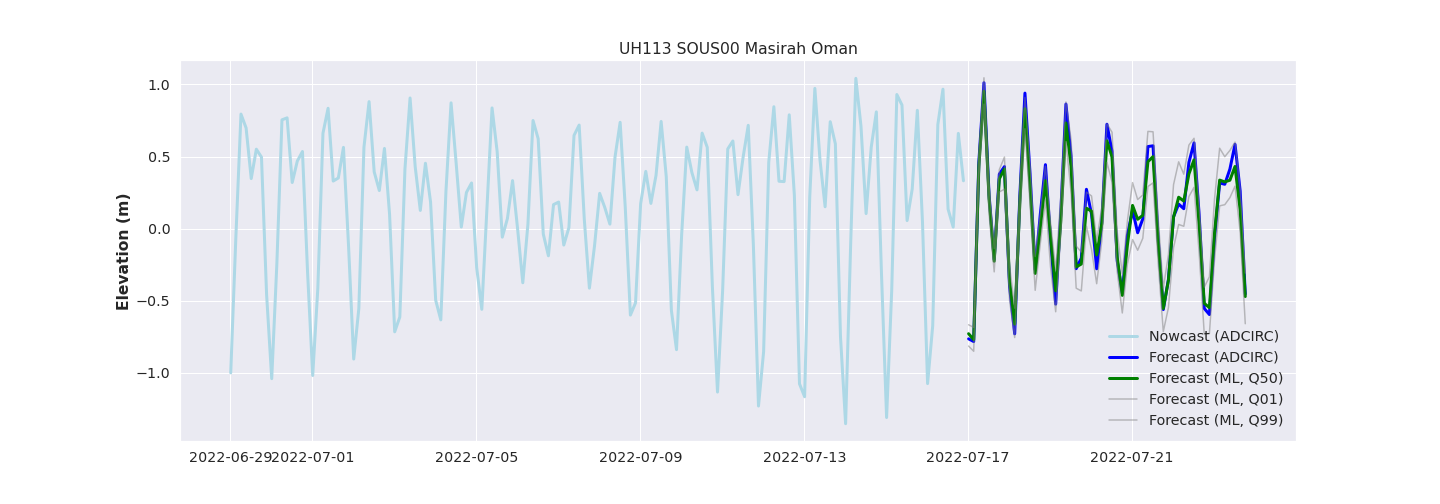 UH113 SOUS00 Masirah Oman
Elevation (m)
1.0
0.5
0.0
−0.5
−1.0
Nowcast (ADCIRC)
Forecast (ADCIRC)
Forecast (ML, Q50)
Forecast (ML, Q01)
Forecast (ML, Q99)
2022-06-29 2022-07-01 2022-07-05 2022-07-09 2022-07-13 2022-07-17 2022-07-21